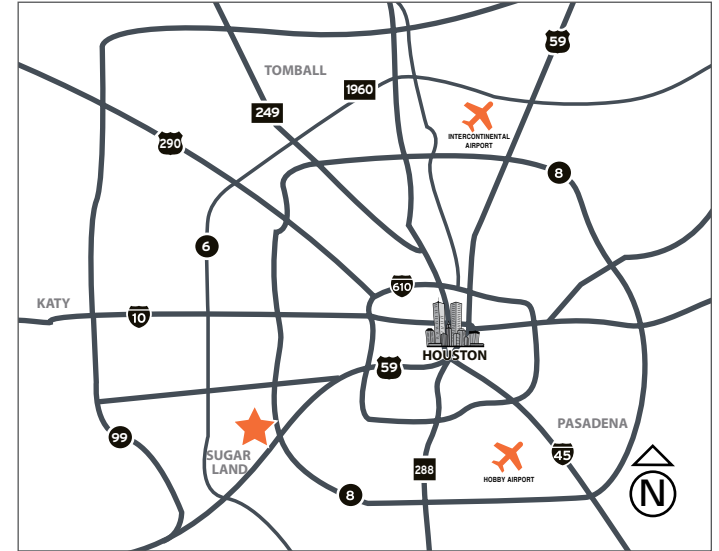 59
TOMBALL
1960
249
INTERCONTINENTAL
AIRPORT
290
8
6
610
KATY
10
HOUSTON
59
PASADENA
99
SUGAR
LAND
45
288
HOBBY AIRPORT
8
N